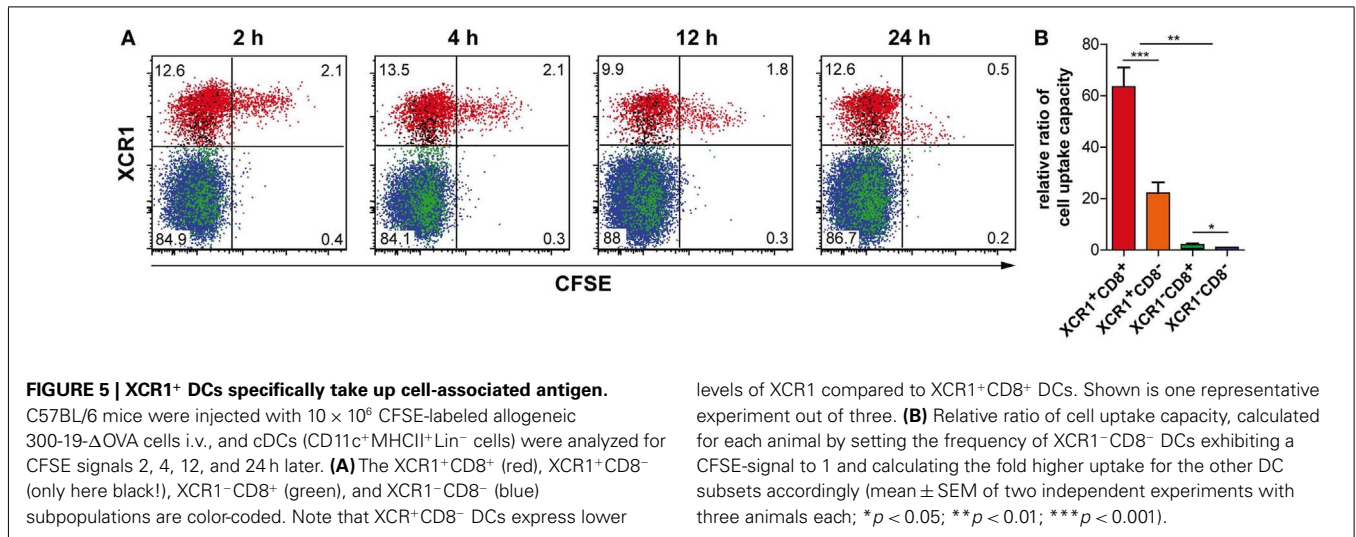 A
2 h
4 h
12 h
24 h
12.6 2.1
84.9 0.4
13.5 2.1
84.1 0.3
9.9 1.8
88 0.3
12.6 0.5
86.7 0.2
XCR1
CFSE
B
relative ratio of
cell uptake capacity
80
60
40
20
0
***
**
*
XCR1⁺CD8⁺
XCR1⁺CD8⁻
XCR1⁻CD8⁺
XCR1⁻CD8⁻
FIGURE 5 | XCR1⁺ DCs specifically take up cell-associated antigen.
C57BL/6 mice were injected with 10 × 10⁶ CFSE-labeled allogeneic
300-19-ΔOVA cells i.v., and cDCs (CD11c⁺MHCII⁺Lin⁻ cells) were analyzed for
CFSE signals 2, 4, 12, and 24 h later. (A) The XCR1⁺CD8⁺ (red), XCR1⁺CD8⁻
(only here black!), XCR1⁻CD8⁺ (green), and XCR1⁻CD8⁻ (blue)
subpopulations are color-coded. Note that XCR⁺CD8⁻ DCs express lower
levels of XCR1 compared to XCR1⁺CD8⁺ DCs. Shown is one representative
experiment out of three. (B) Relative ratio of cell uptake capacity, calculated
for each animal by setting the frequency of XCR1⁻CD8⁻ DCs exhibiting a
CFSE-signal to 1 and calculating the fold higher uptake for the other DC
subsets accordingly (mean ± SEM of two independent experiments with
three animals each; *p < 0.05; **p < 0.01; ***p < 0.001).